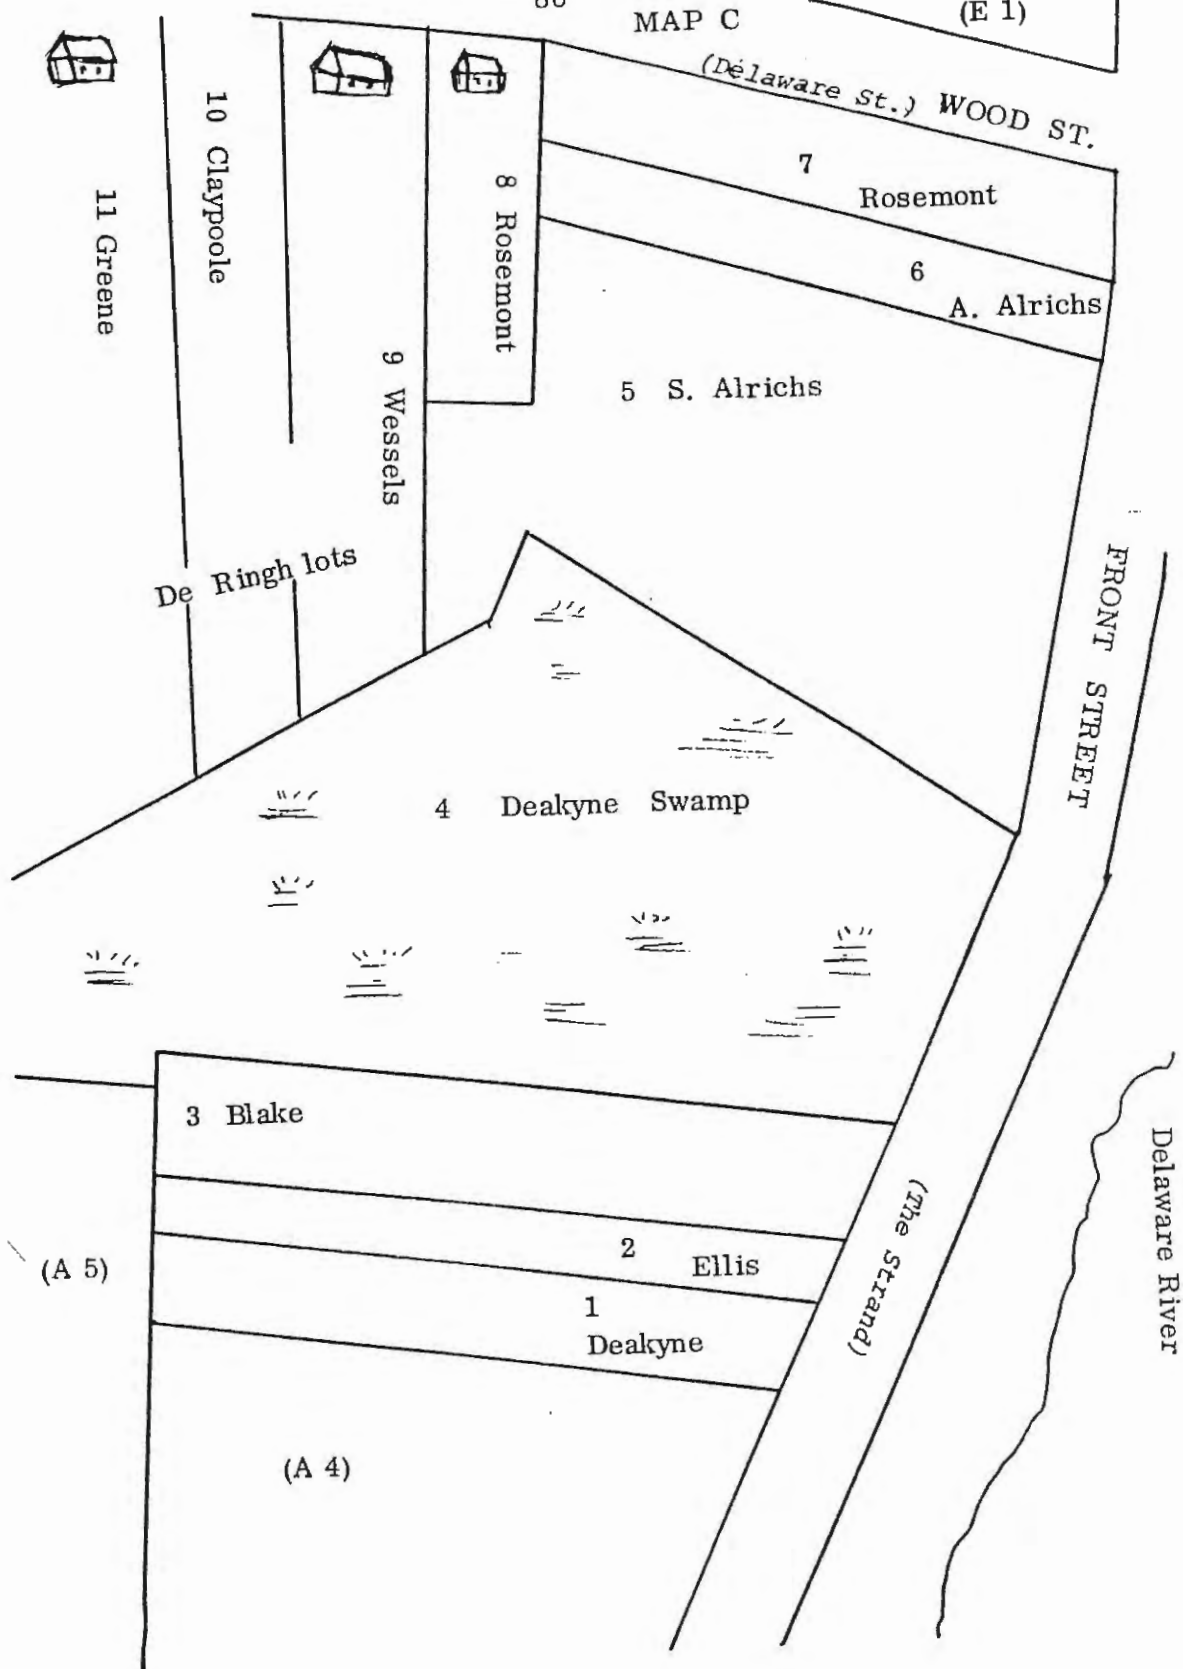 MAP C
(E 1)
(Delaware St.) WOOD ST.
7
Rosemont
6
A. Alrichs
5 S. Alrichs
8 Rosemont
9 Wessels
10 Claypoole
11 Greene
De Ringh lots
FRONT STREET
4 Deakyne Swamp
3 Blake
2
Ellis
1
Deakyne
(The Strand)
Delaware River
(A 5)
(A 4)